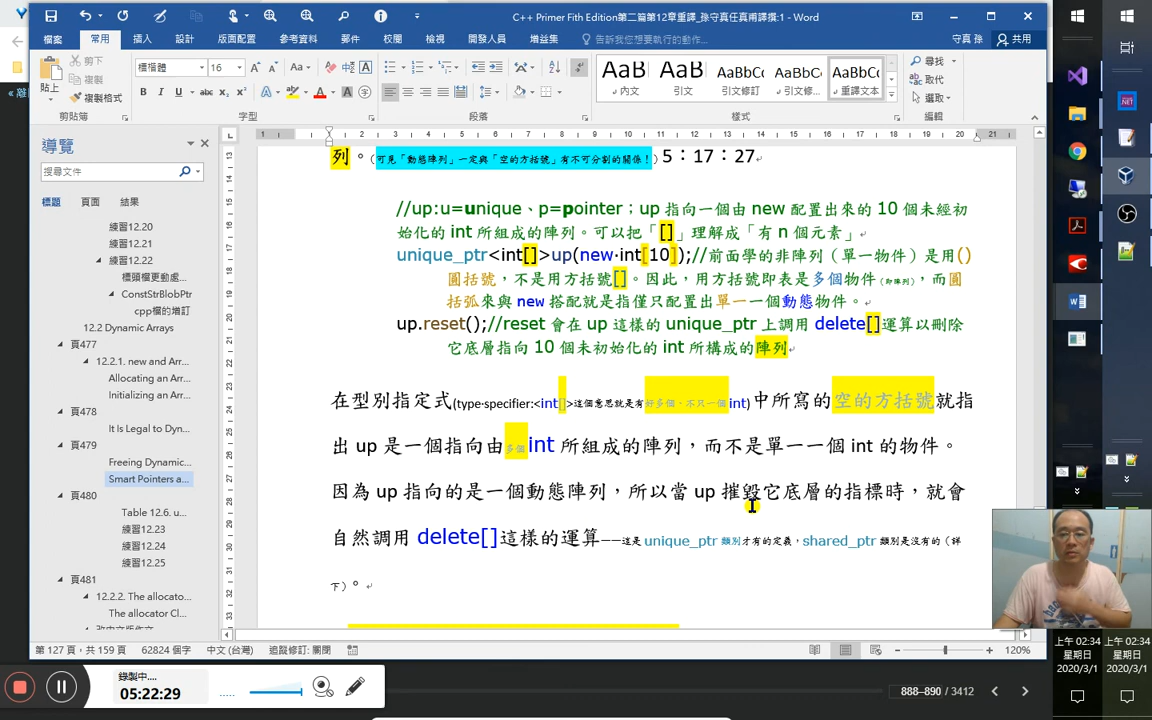 C++ Primer Fith Edition第二篇第12章重譯_孫守真任真甫譯撰:1 - Word
檔案 常用 插入 設計 版面配置 參考資料 郵件 校閱 檢視 開發人員 增益集 告訴我您想要執行的動作... 守真 孫 共用
貼上 剪下 複製 複製格式
標楷體 16
AaB AaB AaBbCc AaBbCc AaBbCc
內文 引文 引文修訂 引文修... 重譯文本
尋找 取代 選取
剪貼簿 字型 段落 樣式 編輯
導覽
搜尋文件
標題 頁面 結果
練習12.20
練習12.21
練習12.22
標頭檔更動處...
ConstStrBlobPtr
cpp檔的增訂
12.2 Dynamic Arrays
頁477
12.2.1. new and Arr...
Allocating an Arr...
Initializing an Arr...
頁478
It Is Legal to Dyn...
頁479
Freeing Dynamic...
Smart Pointers a...
頁480
Table 12.6. u...
練習12.23
練習12.24
練習12.25
頁481
12.2.2. The allocato...
The allocator Cl...
列。(可見「動態陣列」一定與「空的方括號」有不可分割的關係！)5：17：27
//up:u=unique、p=pointer；up 指向一個由 new 配置出來的 10 個未經初
始化的 int 所組成的陣列。可以把「[]」理解成「有 n 個元素」
unique_ptr<int[]>up(new·int[10]);//前面學的非陣列（單一物件）是用()
圓括號，不是用方括號[]。因此，用方括號即表是多個物件(即陣列)，而圓
括弧來與 new 搭配就是指僅只配置出單一一個動態物件。
up.reset();//reset 會在 up 這樣的 unique_ptr 上調用 delete[]運算以刪除
它底層指向 10 個未初始化的 int 所構成的陣列
在型別指定式(type·specifier:<int[]>這個意思就是有好多個、不只一個int)中所寫的空的方括號就指
出 up 是一個指向由多個int 所組成的陣列，而不是單一一個 int 的物件。
因為 up 指向的是一個動態陣列，所以當 up 摧毀它底層的指標時，就會
自然調用 delete[]這樣的運算──這是 unique_ptr 類別才有的定義，shared_ptr 類別是沒有的（詳
下）。
第 127 頁，共 159 頁 62824 個字 中文 (台灣) 追蹤修訂: 關閉 120%
錄製中....
05:22:29
888–890 / 3412
上午 02:34
星期日
2020/3/1
上午 02:34
星期日
2020/3/1